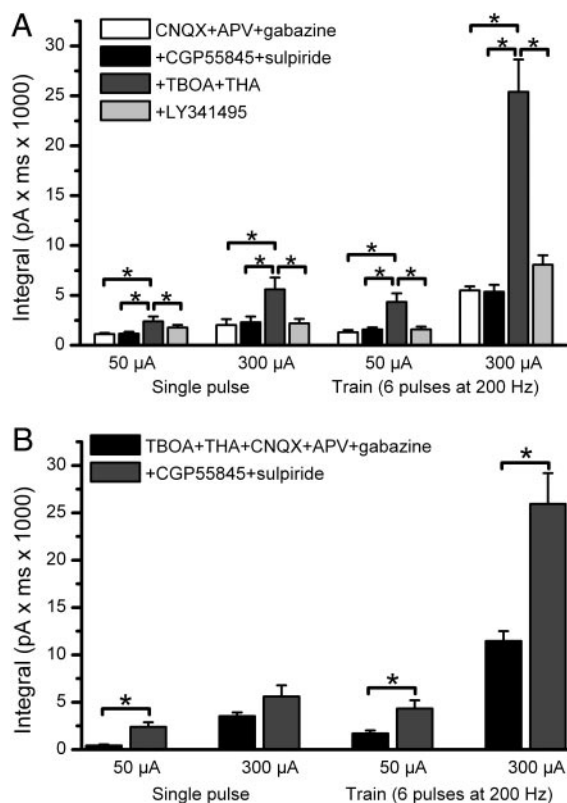 A
CNQX+APV+gabazine
+CGP55845+sulpiride
+TBOA+THA
+LY341495
Integral (pA x ms x 1000)
30
25
20
15
10
5
0
* * * * * * * * * * * *
50 µA 300 µA 50 µA 300 µA
Single pulse Train (6 pulses at 200 Hz)
B
TBOA+THA+CNQX+APV+gabazine
+CGP55845+sulpiride
Integral (pA x ms x 1000)
30
25
20
15
10
5
0
* * *
50 µA 300 µA 50 µA 300 µA
Single pulse Train (6 pulses at 200 Hz)